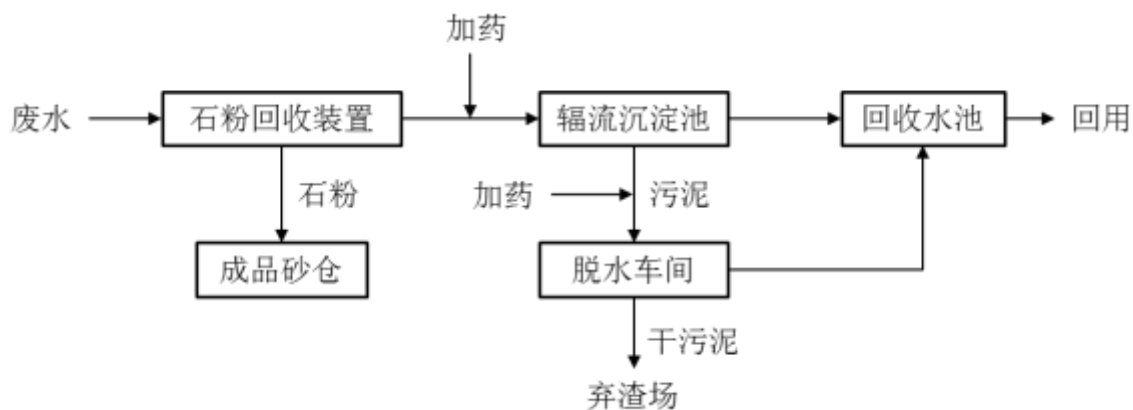 加药
废水
石粉回收装置
辐流沉淀池
回收水池
回用
石粉
加药
污泥
成品砂仓
脱水车间
干污泥
弃渣场